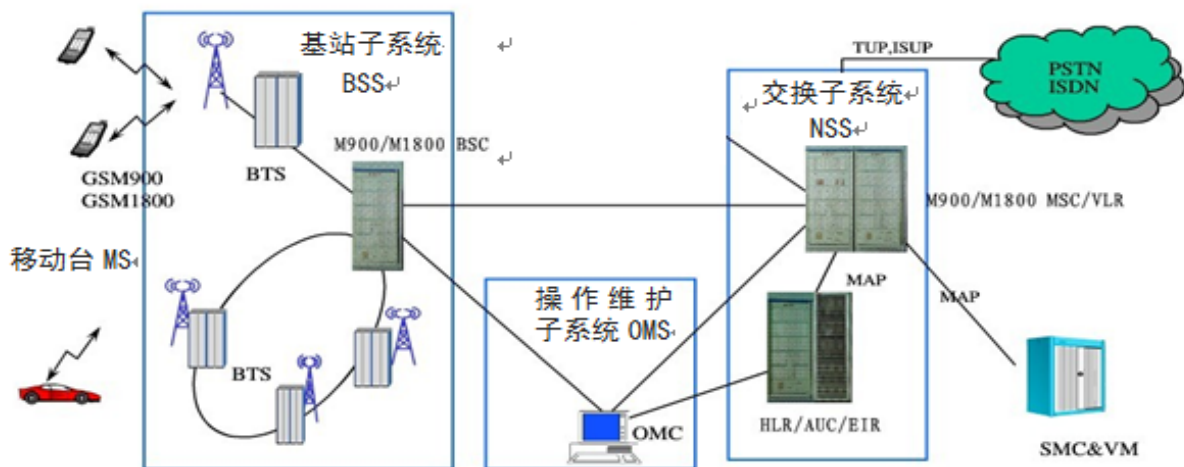 基站子系统
BSS
TUP,ISUP
PSTN
ISDN
交换子系统
NSS
M900/M1800 BSC
BTS
GSM900
GSM1800
M900/M1800 MSC/VLR
移动台 MS
MAP
MAP
操作维护
子系统 OMS
BTS
OMC
HLR/AUC/EIR
SMC&VM